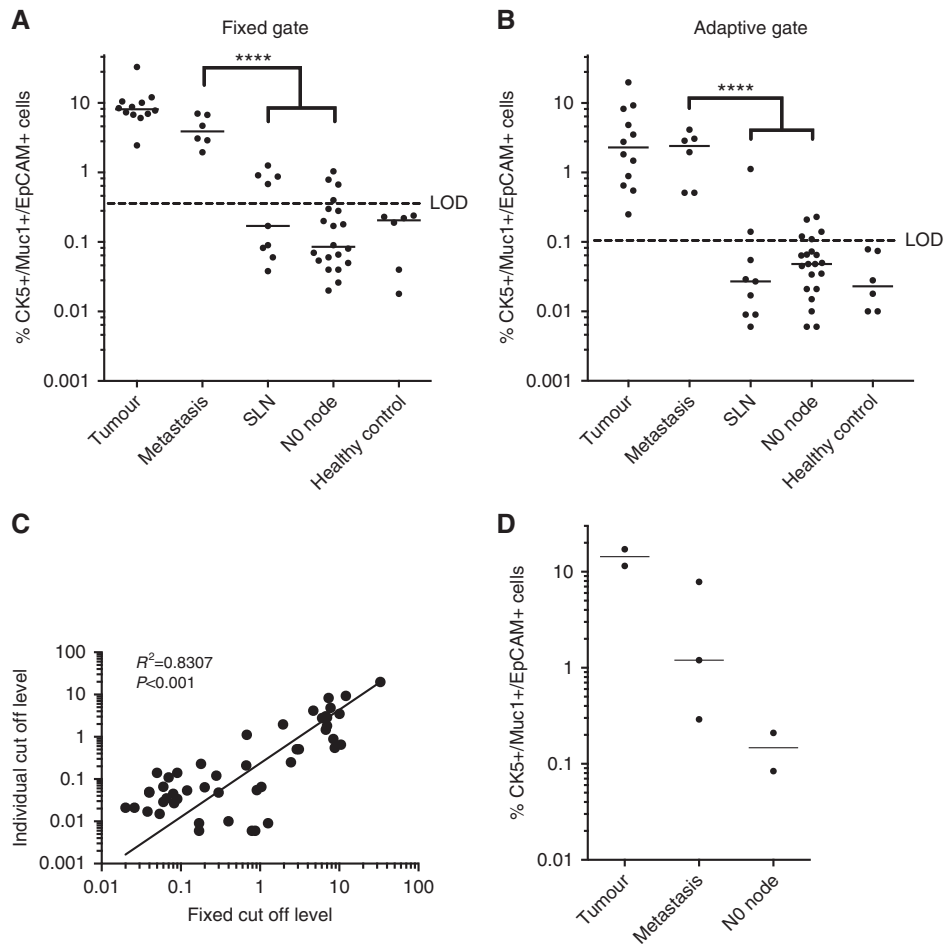 A
Fixed gate
% CK5+/Muc1+/EpCAM+ cells
10
1
0.1
0.01
0.001
****
LOD
Tumour
Metastasis
SLN
N0 node
Healthy control
B
Adaptive gate
% CK5+/Muc1+/EpCAM+ cells
10
1
0.1
0.01
0.001
****
LOD
Tumour
Metastasis
SLN
N0 node
Healthy control
C
Individual cut off level
100
10
1
0.1
0.01
0.001
R²=0.8307
P<0.001
0.01
0.1
1
10
100
Fixed cut off level
D
% CK5+/Muc1+/EpCAM+ cells
10
1
0.1
0.01
Tumour
Metastasis
N0 node